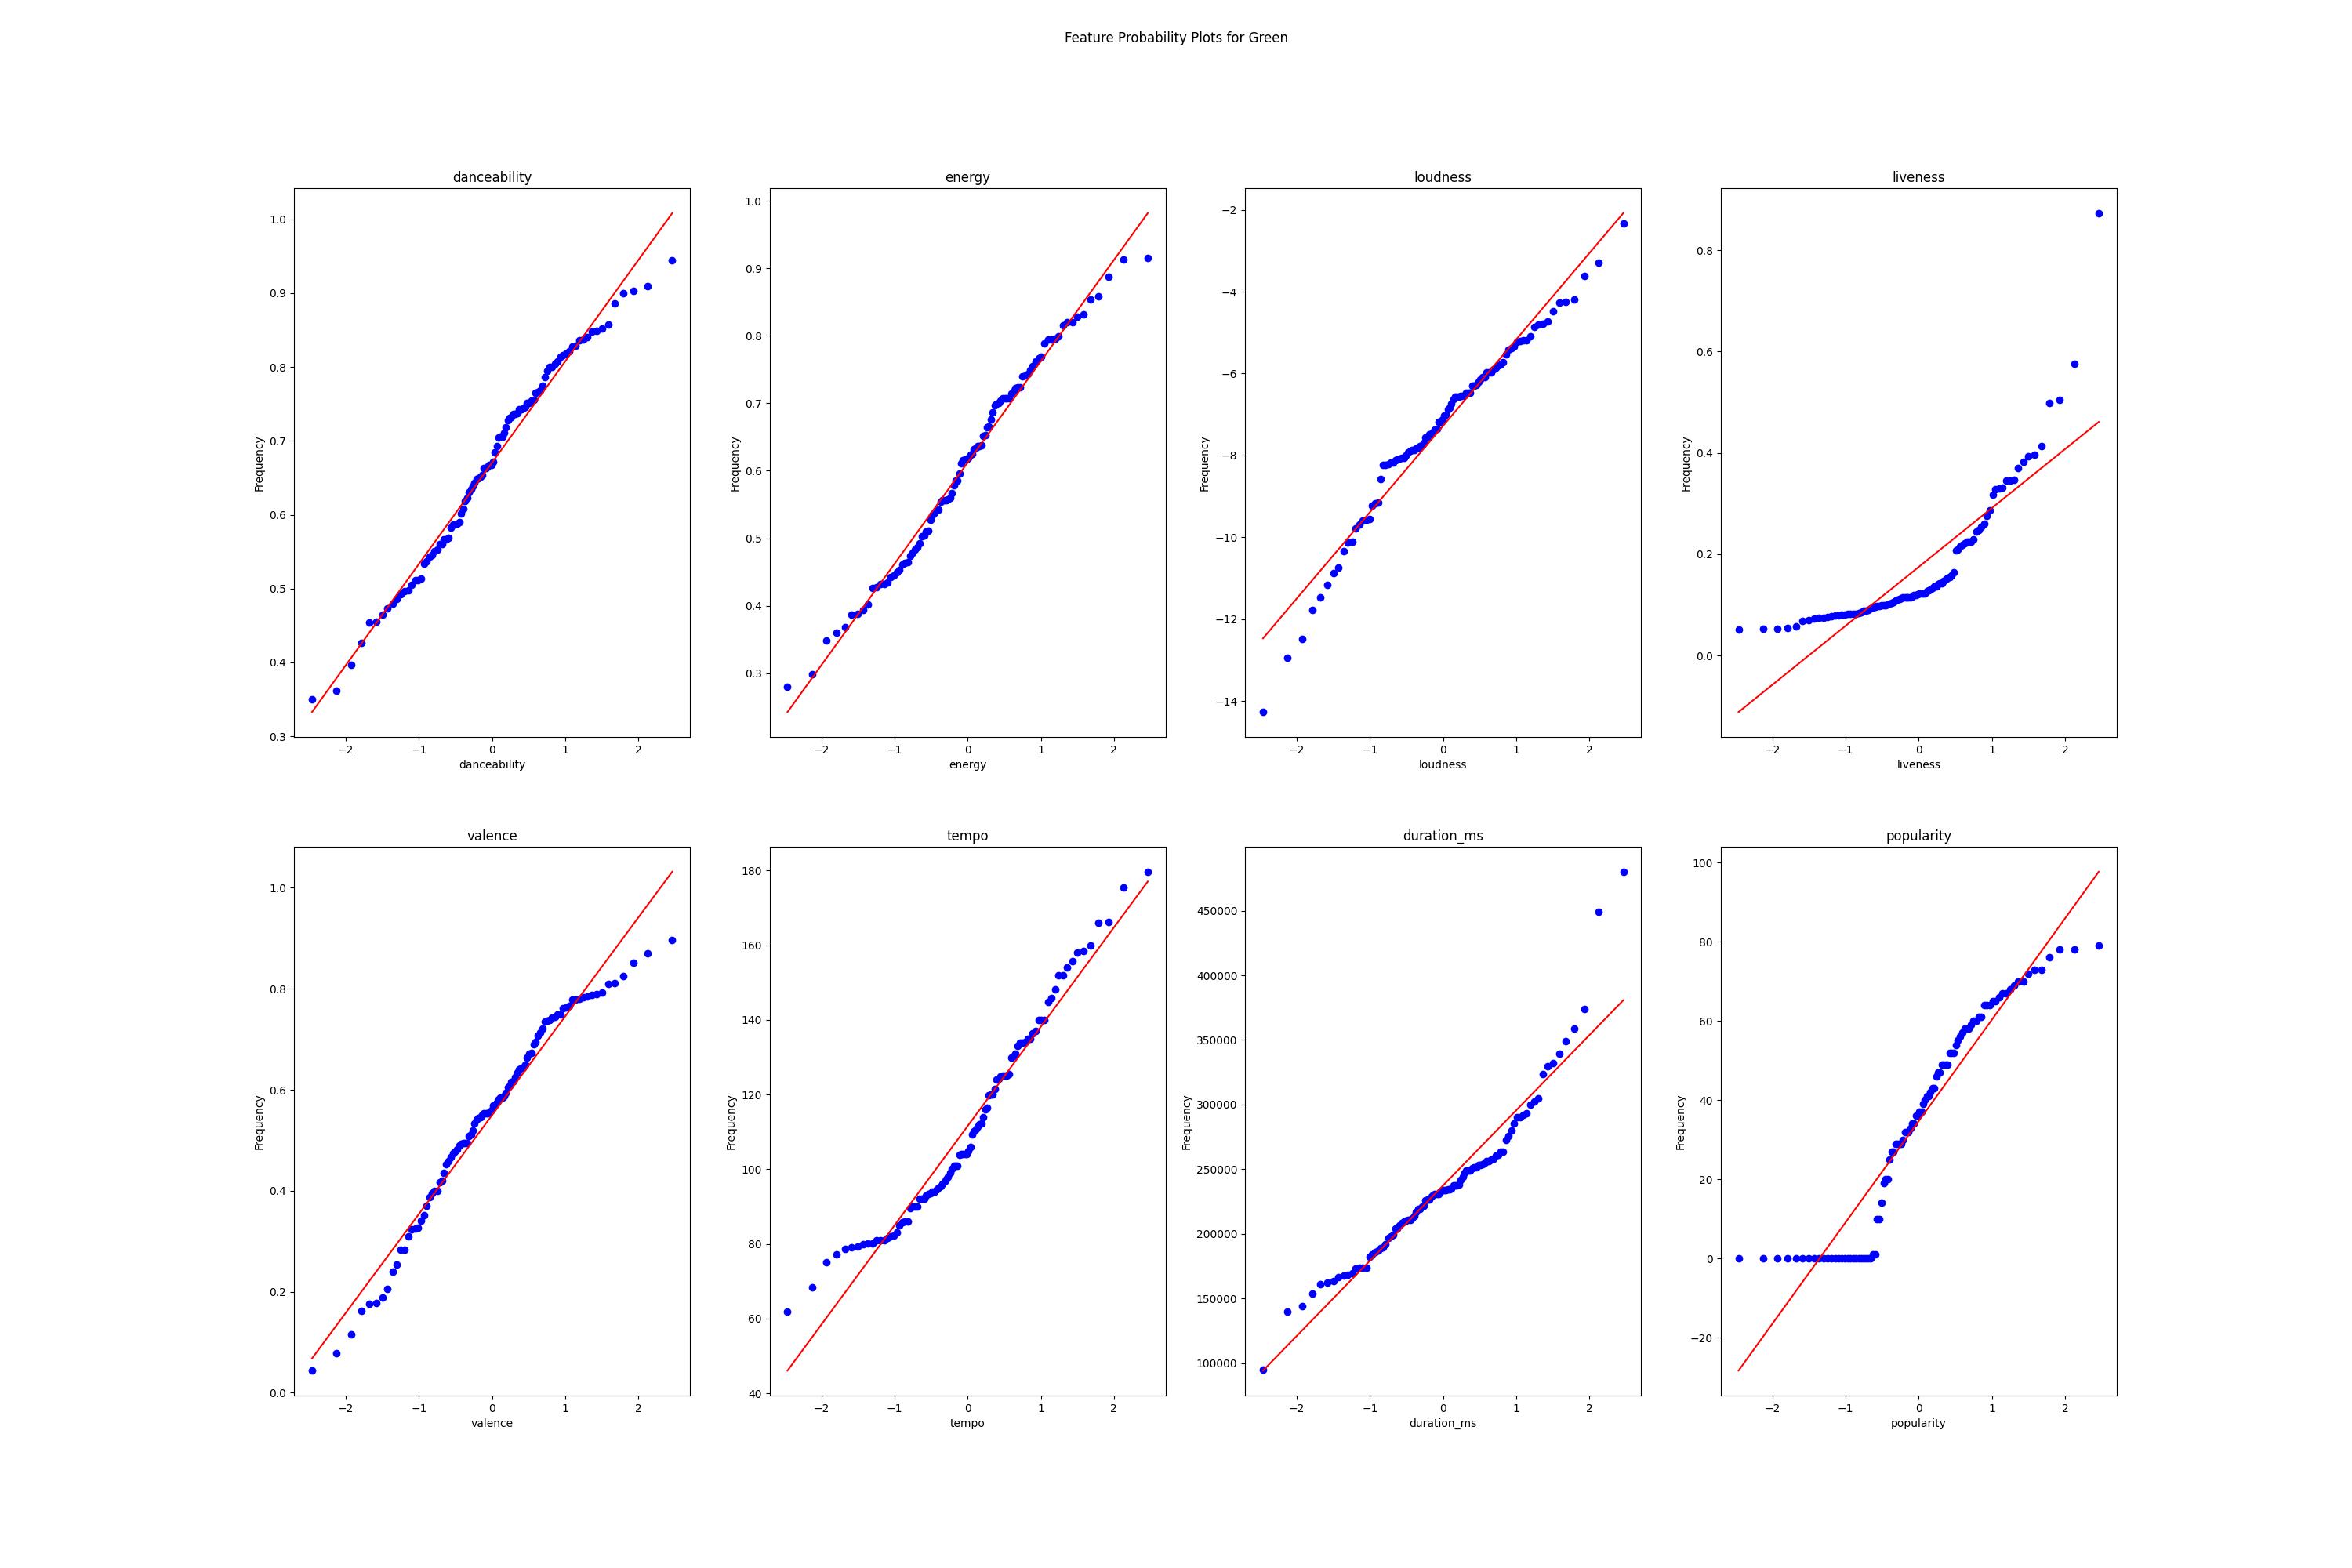 Feature Probability Plots for Green
danceability
Frequency
1.0
0.9
0.8
0.7
0.6
0.5
0.4
0.3
−2 −1 0 1 2
danceability
energy
Frequency
1.0
0.9
0.8
0.7
0.6
0.5
0.4
0.3
−2 −1 0 1 2
energy
loudness
Frequency
−2
−4
−6
−8
−10
−12
−14
−2 −1 0 1 2
loudness
liveness
Frequency
0.8
0.6
0.4
0.2
0.0
−2 −1 0 1 2
liveness
valence
Frequency
1.0
0.8
0.6
0.4
0.2
0.0
−2 −1 0 1 2
valence
tempo
Frequency
180
160
140
120
100
80
60
40
−2 −1 0 1 2
tempo
duration_ms
Frequency
450000
400000
350000
300000
250000
200000
150000
100000
−2 −1 0 1 2
duration_ms
popularity
Frequency
100
80
60
40
20
0
−20
−2 −1 0 1 2
popularity